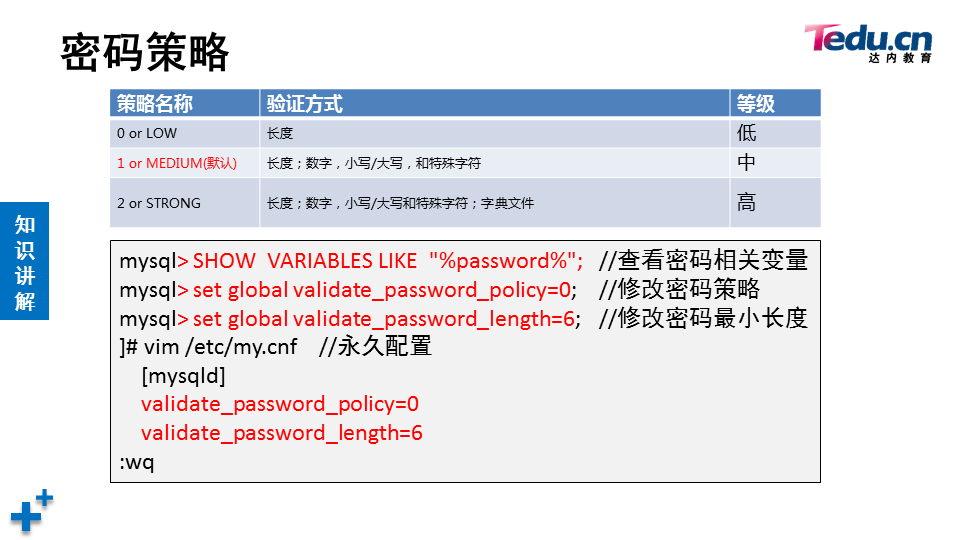 密码策略
Tedu.cn
达内教育
策略名称 验证方式 等级
0 or LOW 长度 低
1 or MEDIUM(默认) 长度；数字，小写/大写，和特殊字符 中
2 or STRONG 长度；数字，小写/大写和特殊字符；字典文件 高
知识讲解
mysql> SHOW  VARIABLES LIKE  "%password%";   //查看密码相关变量
mysql> set global validate_password_policy=0;   //修改密码策略
mysql> set global validate_password_length=6;   //修改密码最小长度
]# vim /etc/my.cnf    //永久配置
[mysqld]
validate_password_policy=0
validate_password_length=6
:wq